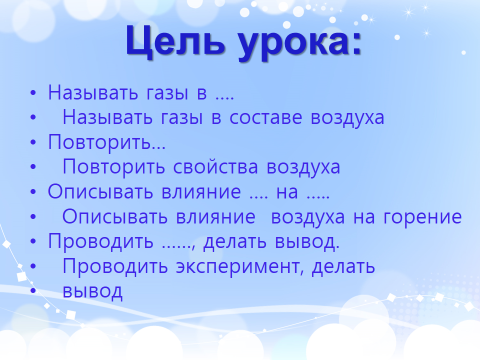 Цель урока:
• Называть газы в ....
• Называть газы в составе воздуха
• Повторить...
• Повторить свойства воздуха
• Описывать влияние .... на .....
• Описывать влияние воздуха на горение
• Проводить ......, делать вывод.
• Проводить эксперимент, делать
• вывод